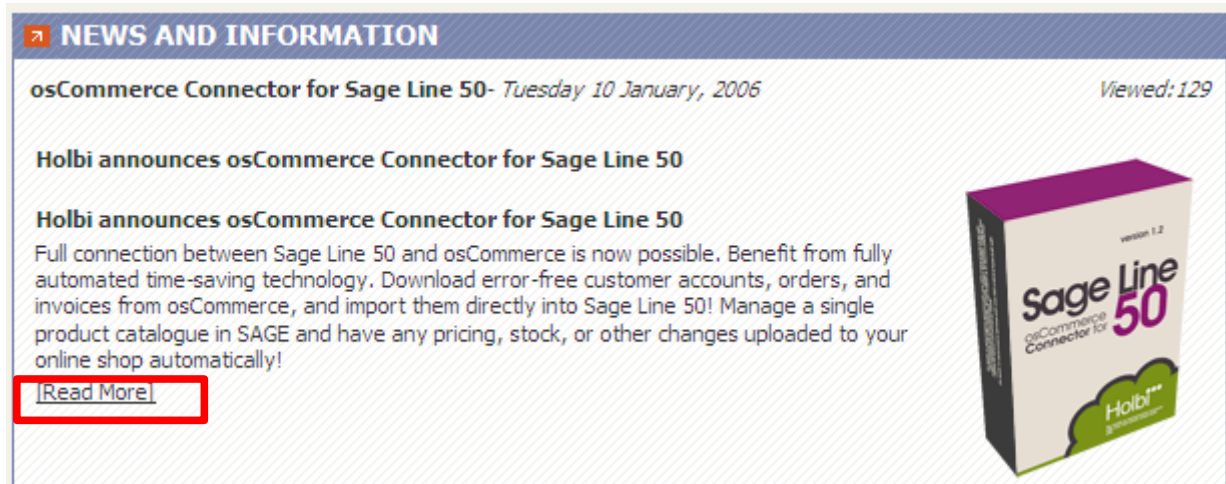 NEWS AND INFORMATION
osCommerce Connector for Sage Line 50- Tuesday 10 January, 2006 Viewed:129
Holbi announces osCommerce Connector for Sage Line 50
Holbi announces osCommerce Connector for Sage Line 50
Full connection between Sage Line 50 and osCommerce is now possible. Benefit from fully
automated time-saving technology. Download error-free customer accounts, orders, and
invoices from osCommerce, and import them directly into Sage Line 50! Manage a single
product catalogue in SAGE and have any pricing, stock, or other changes uploaded to your
online shop automatically!
[Read More]
version 1.2
Sage Line
50
osCommerce
Connector for
Holbi